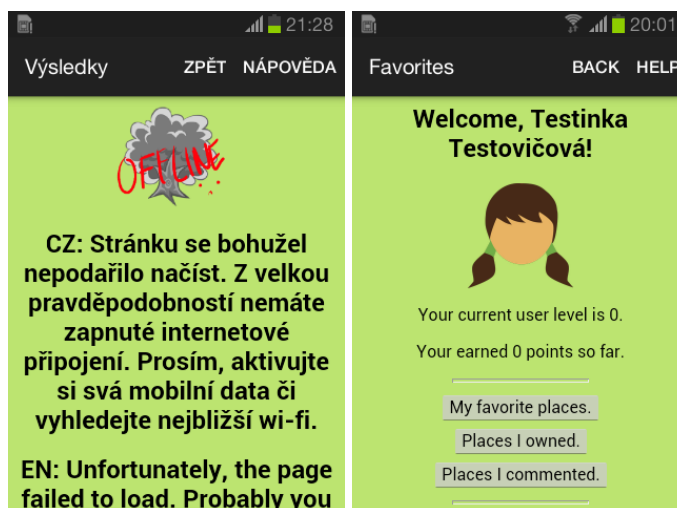 21:28
Výsledky ZPĚT NÁPOVĚDA
OFFLINE
CZ: Stránku se bohužel
nepodařilo načíst. Z velkou
pravděpodobností nemáte
zapnuté internetové
připojení. Prosím, aktivujte
si svá mobilní data či
vyhledejte nejbližší wi-fi.
EN: Unfortunately, the page
failed to load. Probably you
20:01
Favorites BACK HELP
Welcome, Testinka
Testovičová!
Your current user level is 0.
Your earned 0 points so far.
My favorite places.
Places I owned.
Places I commented.